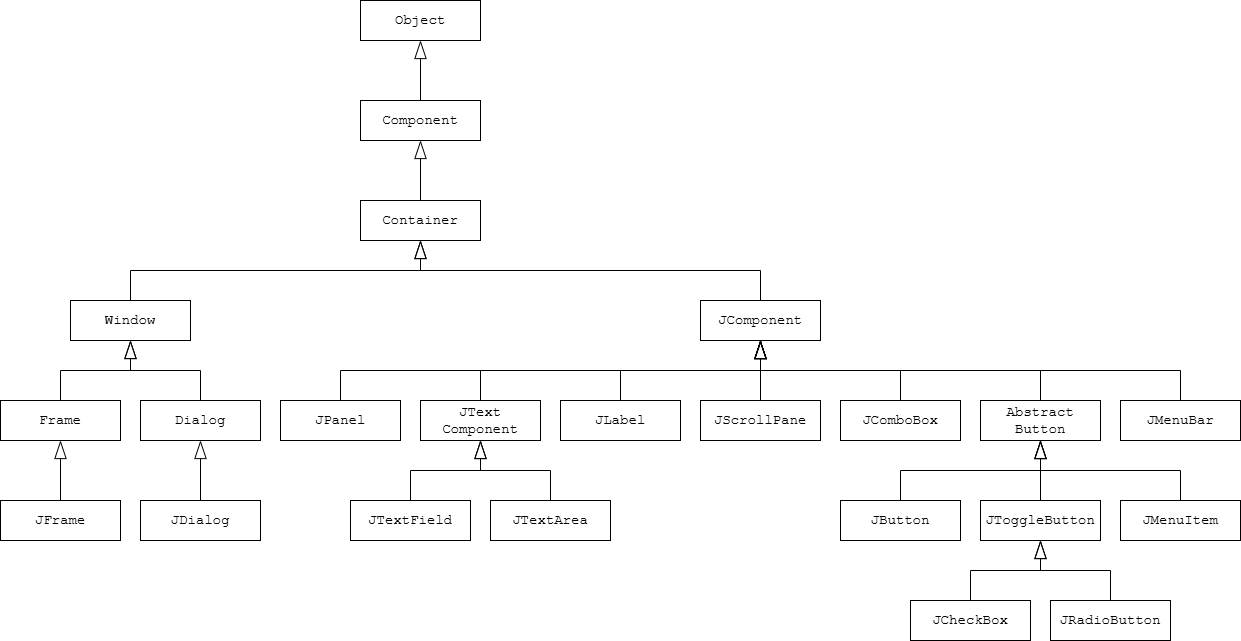 Object
Component
Container
Window
JComponent
Frame
Dialog
JPanel
JText
Component
JLabel
JScrollPane
JComboBox
Abstract
Button
JMenuBar
JFrame
JDialog
JTextField
JTextArea
JButton
JToggleButton
JMenuItem
JCheckBox
JRadioButton